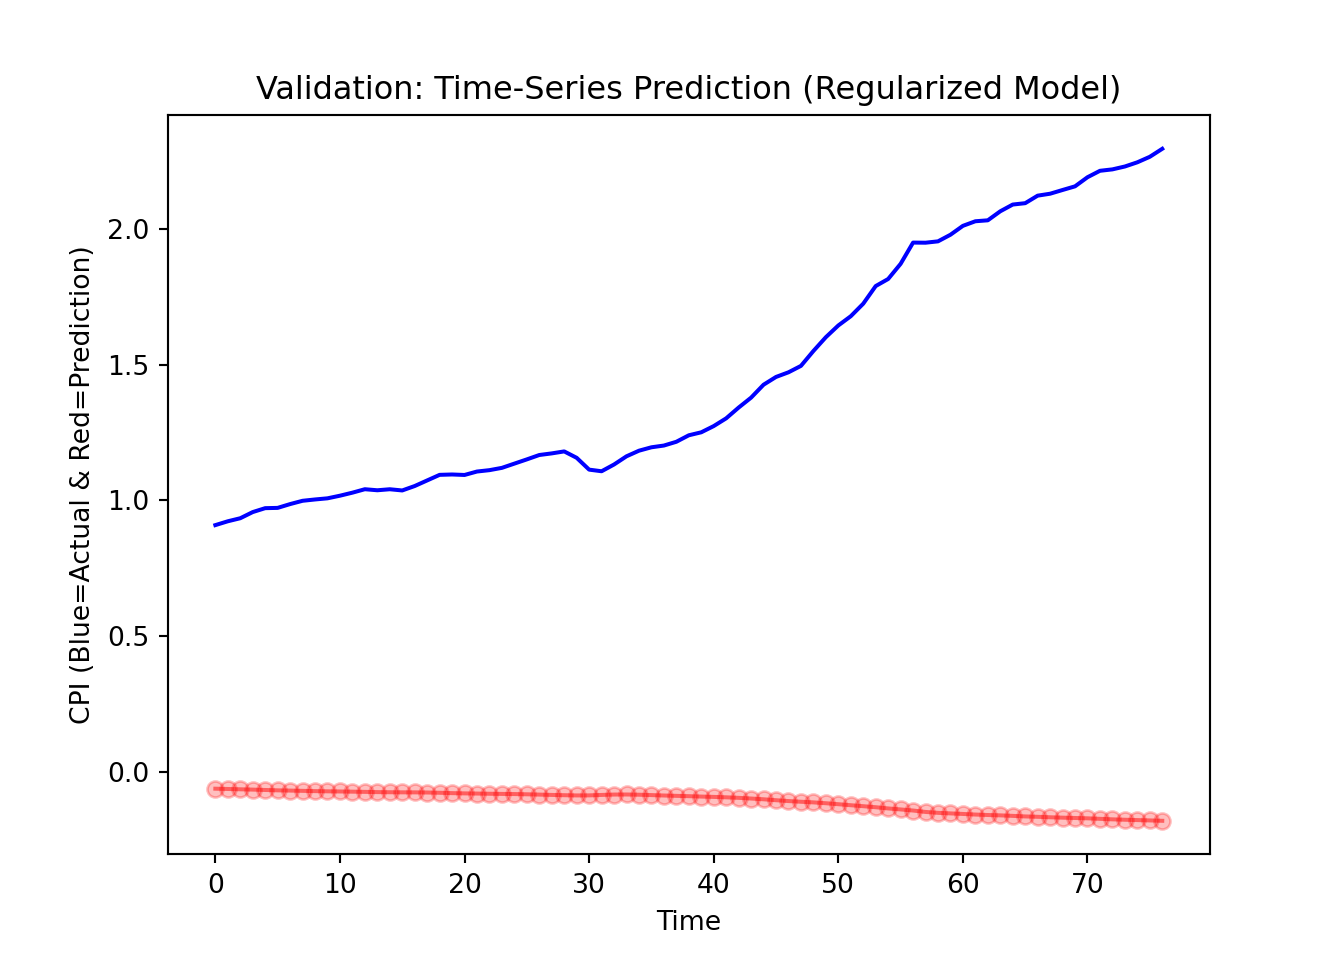 Validation: Time-Series Prediction (Regularized Model)
CPI (Blue=Actual & Red=Prediction)
2.0
1.5
1.0
0.5
0.0
0 10 20 30 40 50 60 70
Time